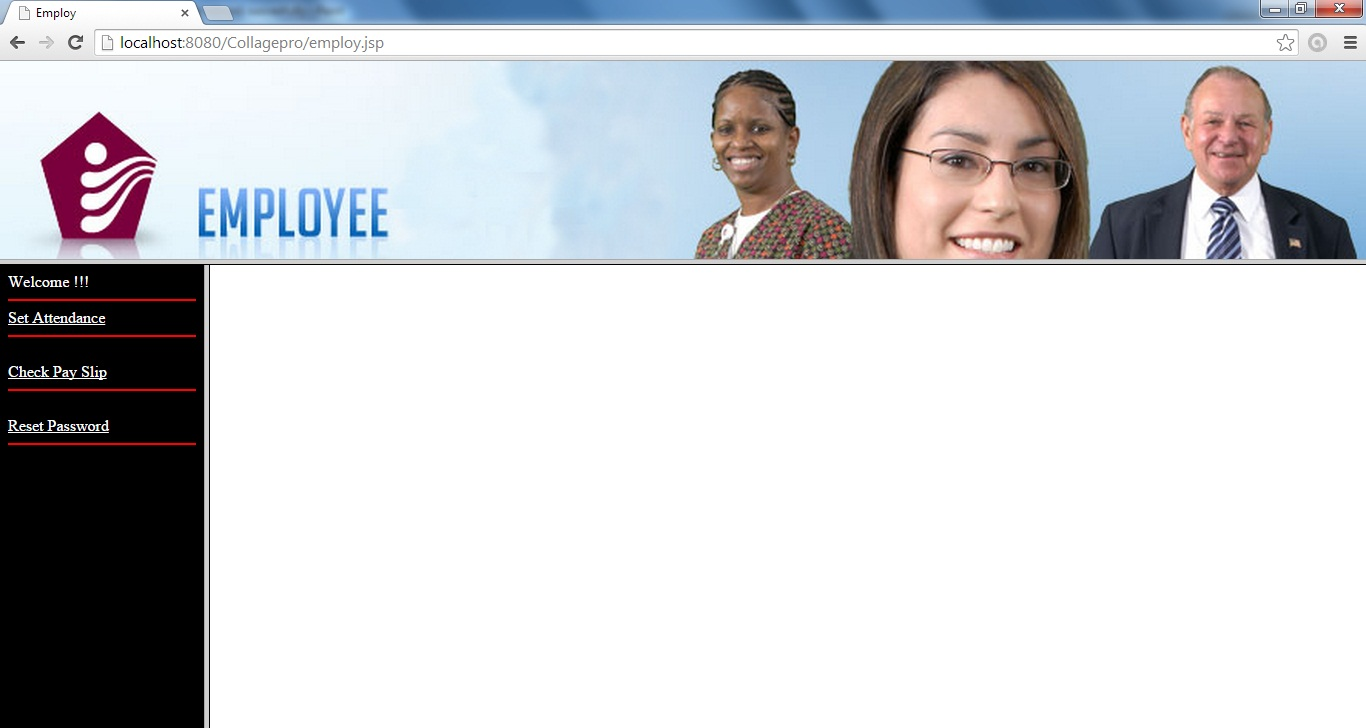 Employ
localhost:8080/Collagepro/employ.jsp
EMPLOYEE
Welcome !!!
Set Attendance
Check Pay Slip
Reset Password